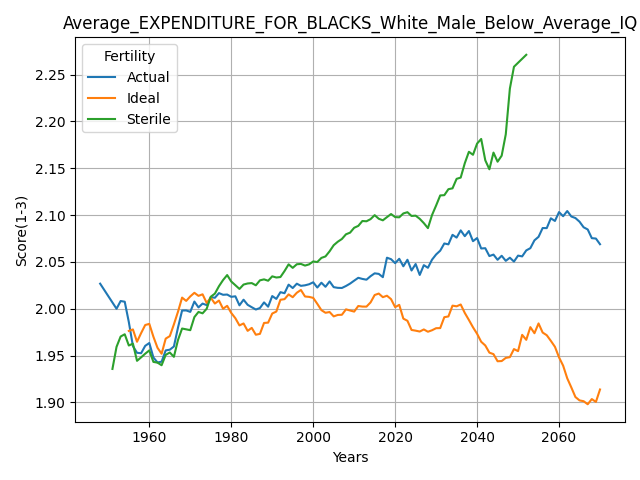 Average_EXPENDITURE_FOR_BLACKS_White_Male_Below_Average_IQ
Fertility
Actual
Ideal
Sterile
2.25
2.20
2.15
2.10
2.05
2.00
1.95
1.90
Score(1-3)
1960
1980
2000
2020
2040
2060
Years